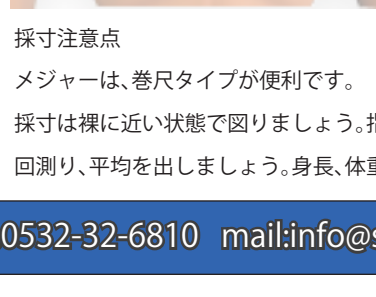 採寸注意点
メジャーは、巻尺タイプが便利です。
採寸は裸に近い状態で図りましょう。指
回測り、平均を出しましょう。身長、体重
0532-32-6810 mail:info@s